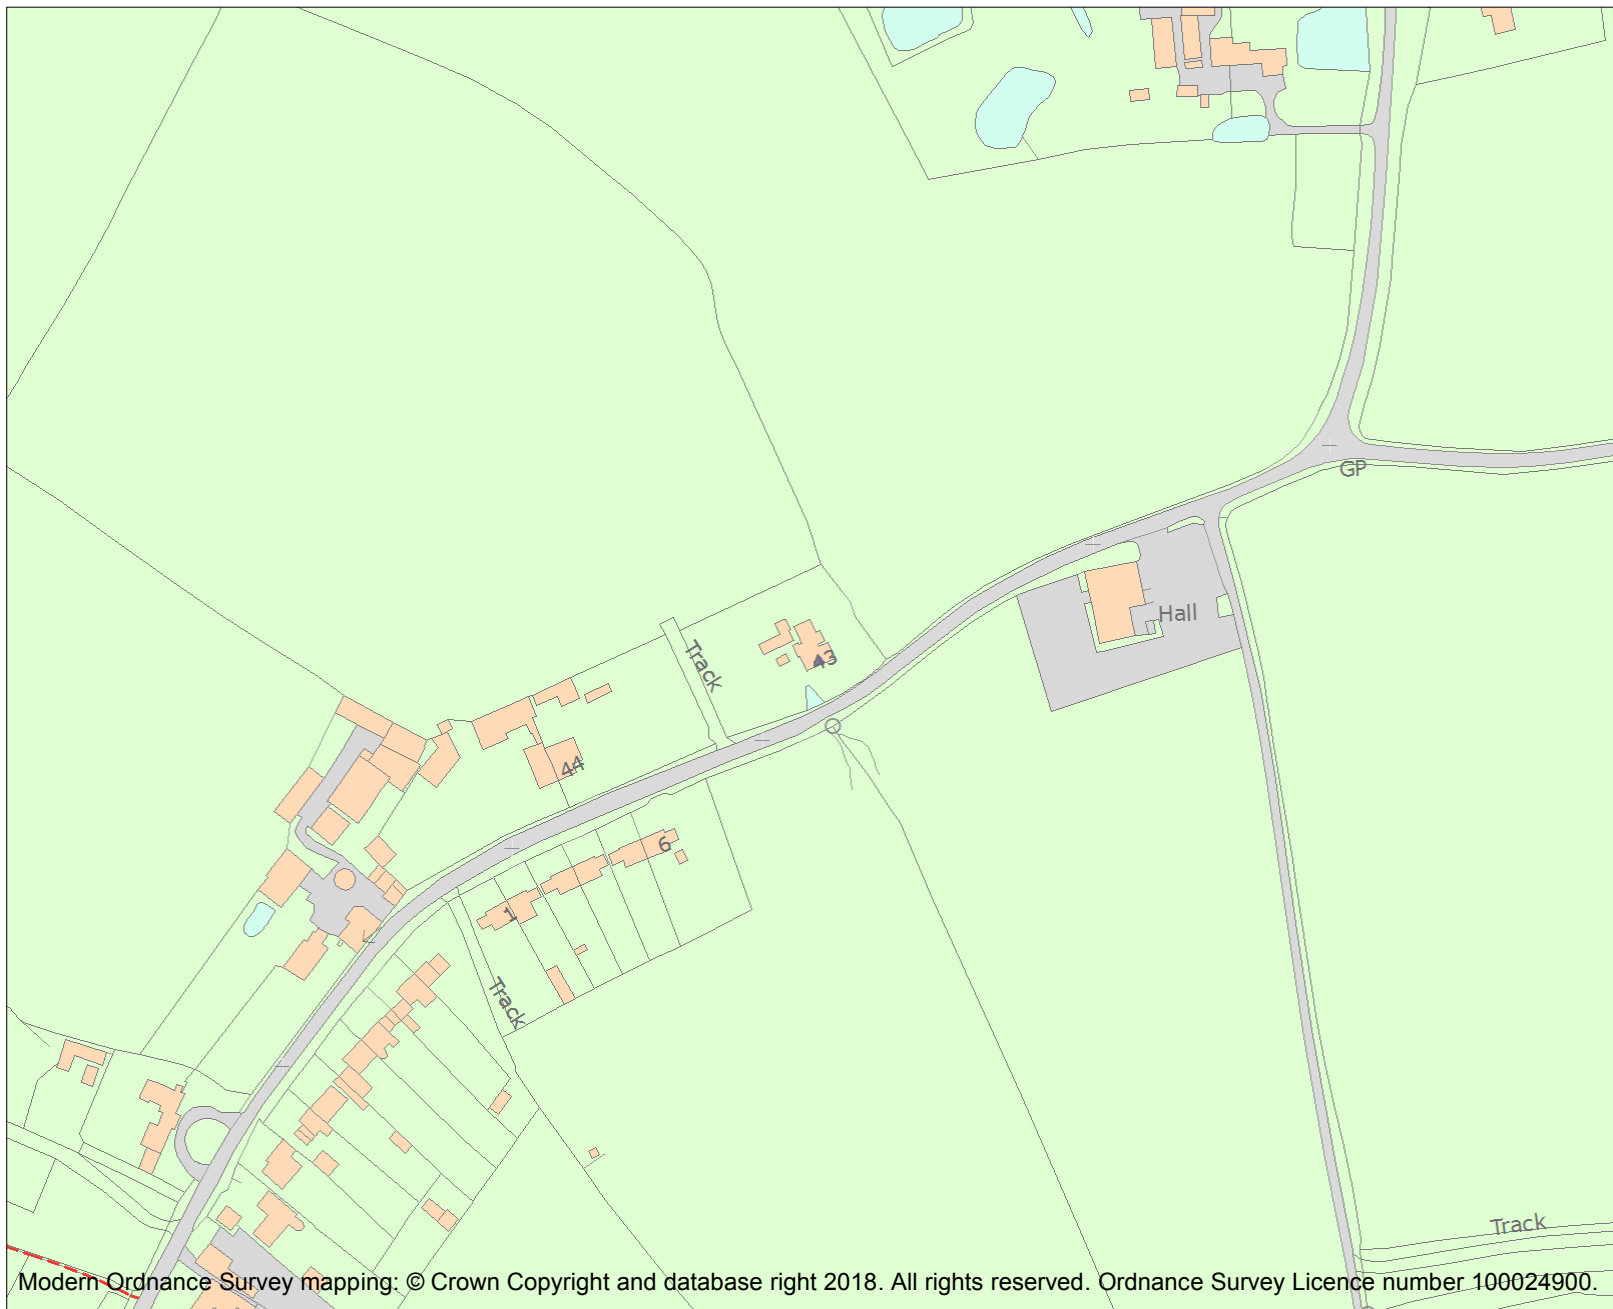 GP
Hall
Track
43
44
6
1
Track
Track
Modern Ordnance Survey mapping: © Crown Copyright and database right 2018. All rights reserved. Ordnance Survey Licence number 100024900.